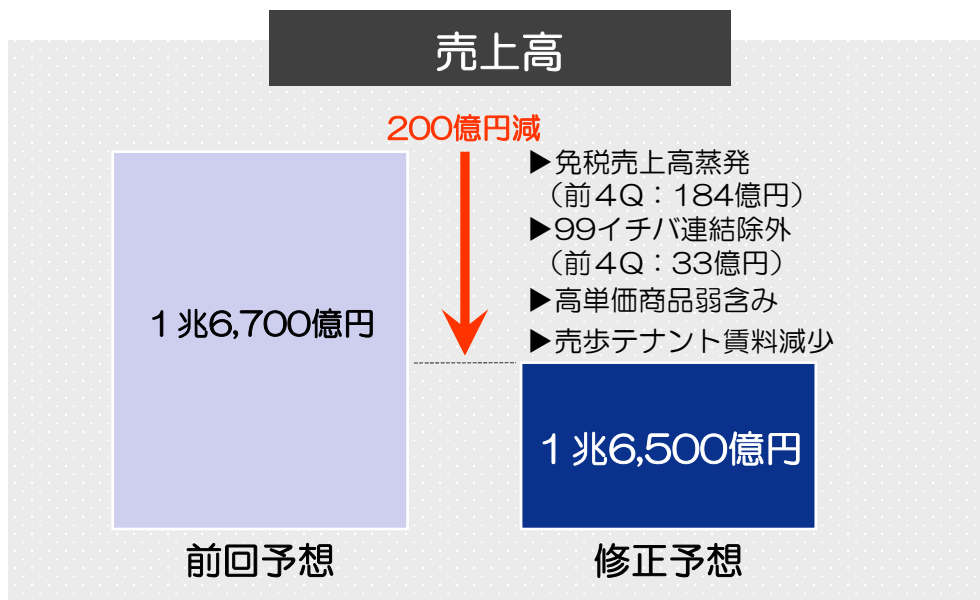 売上高
200億円減
▶免税売上高蒸発
（前４Q：184億円）
▶99イチバ連結除外
（前４Q：33億円）
▶高単価商品弱含み
▶売歩テナント賃料減少
１兆6,700億円
１兆6,500億円
前回予想
修正予想